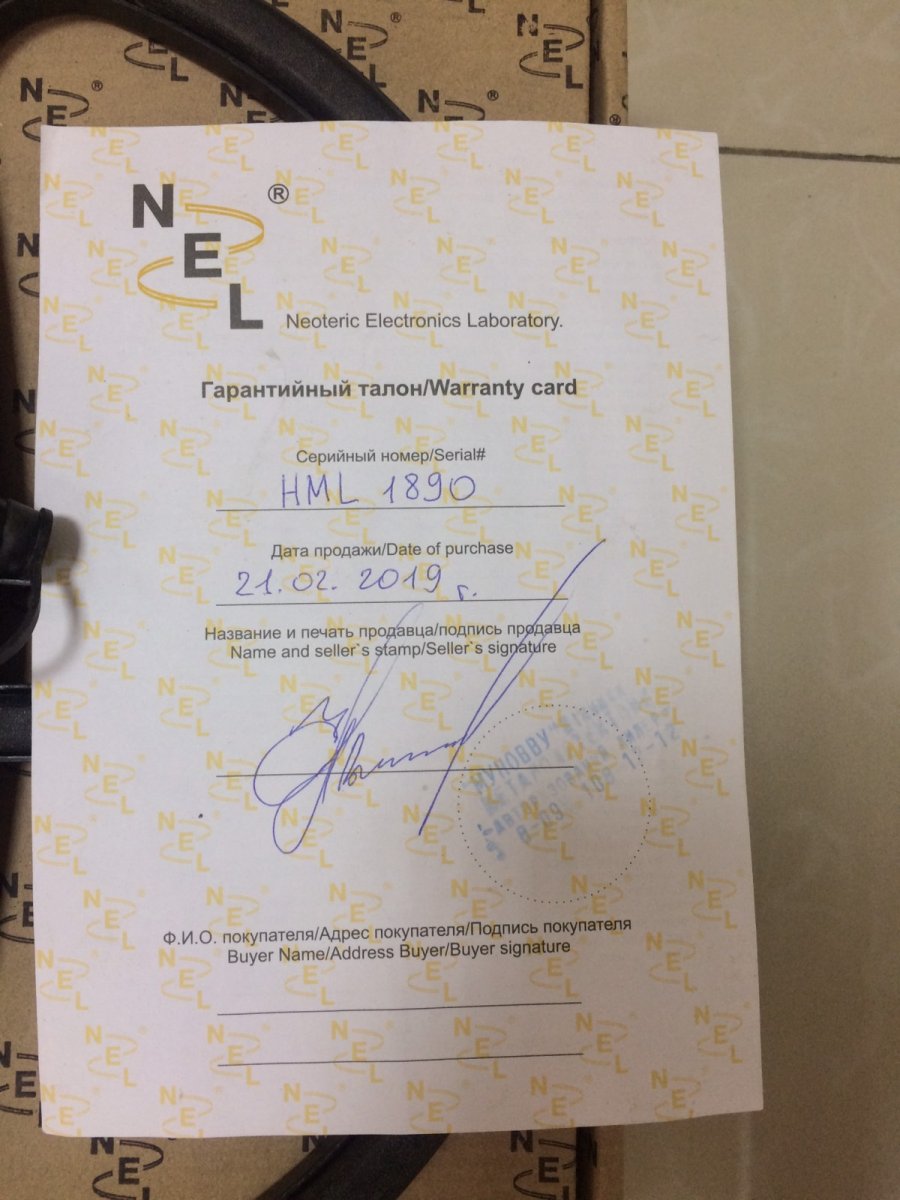 N ®
E
L
Neoteric Electronics Laboratory.
Гарантийный талон/Warranty card
Серийный номер/Serial#
HML 1890
Дата продажи/Date of purchase
21.02.2019 г.
Название и печать продавца/подпись продавца
Name and seller`s stamp/Seller`s signature
Ф.И.О. покупателя/Адрес покупателя/Подпись покупателя
Buyer Name/Address Buyer/Buyer signature